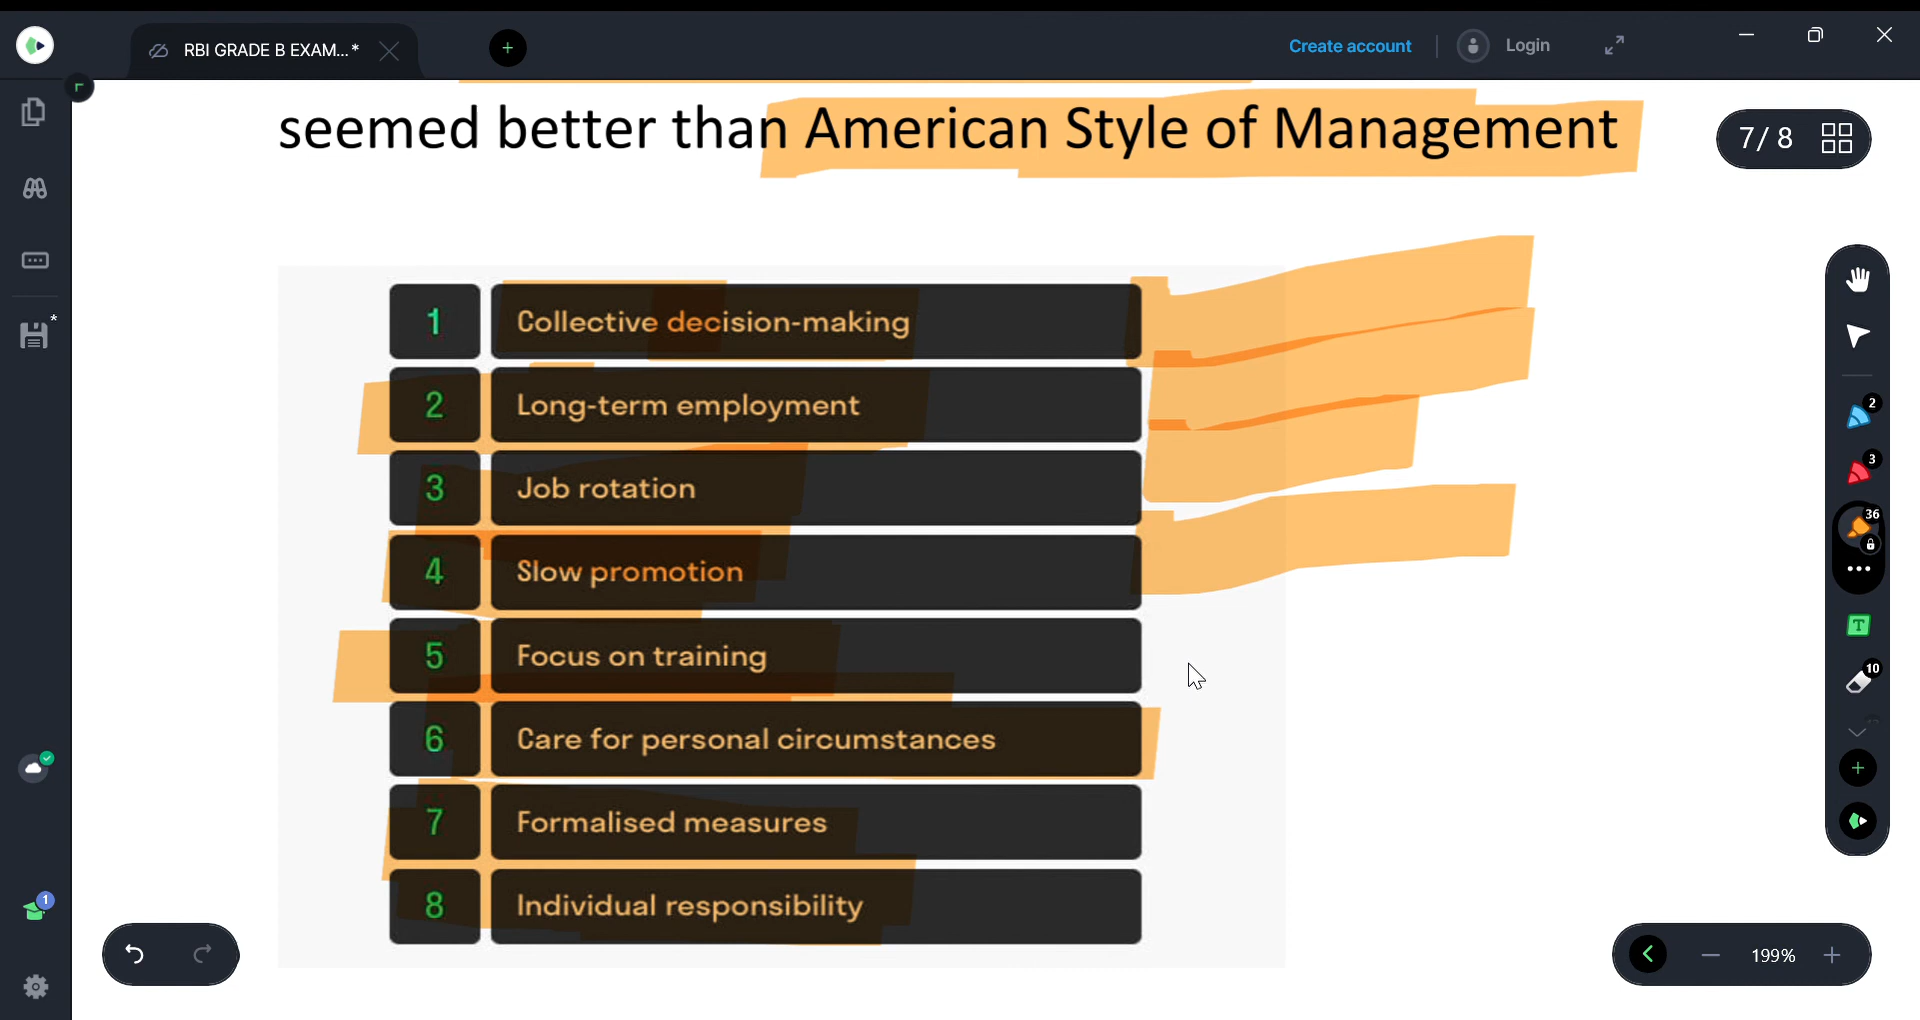 RBI GRADE B EXAM...*
Create account
Login
seemed better than American Style of Management
7/ 8
1 Collective decision-making
2 Long-term employment
3 Job rotation
4 Slow promotion
5 Focus on training
6 Care for personal circumstances
7 Formalised measures
8 Individual responsibility
2
3
36
T
10
1
199%